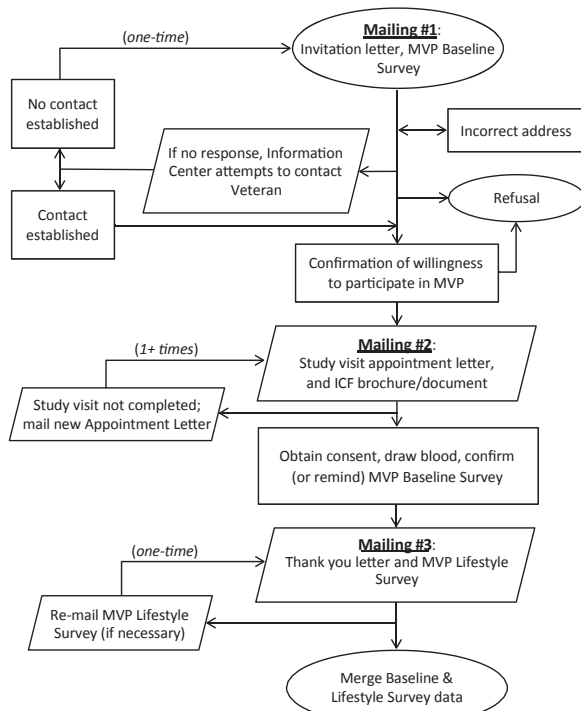 (one-time)
Mailing #1:
Invitation letter, MVP Baseline
Survey
No contact
established
Incorrect address
If no response, Information
Center attempts to contact
Veteran
Contact
established
Refusal
Confirmation of willingness
to participate in MVP
(1+ times)
Mailing #2:
Study visit appointment letter,
and ICF brochure/document
Study visit not completed;
mail new Appointment Letter
Obtain consent, draw blood, confirm
(or remind) MVP Baseline Survey
(one-time)
Mailing #3:
Thank you letter and MVP Lifestyle
Survey
Re-mail MVP Lifestyle
Survey (if necessary)
Merge Baseline &
Lifestyle Survey data